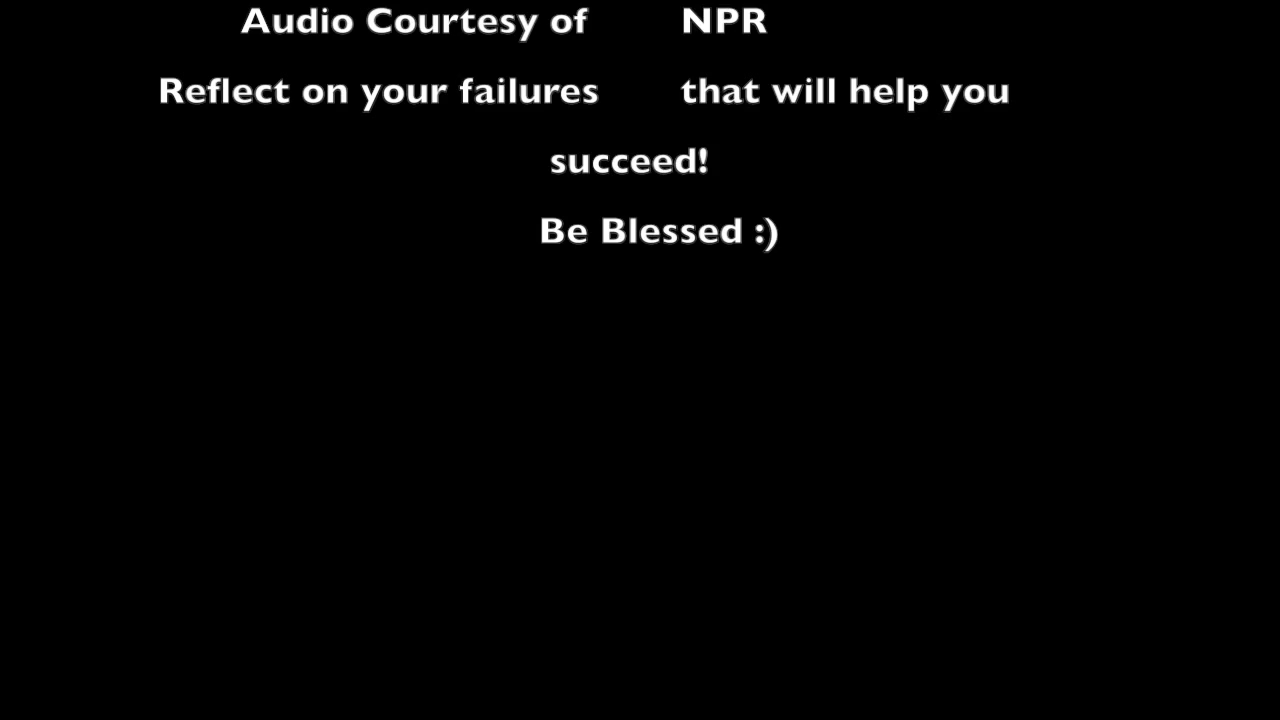 Audio Courtesy of NPR
Reflect on your failures that will help you
succeed!
Be Blessed :)